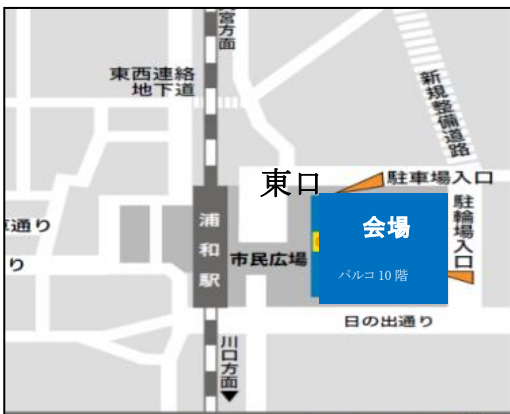 宮方面
東西連絡
地下道
新規整備道路
東口
駐車場入口
駐輪場入口
会場
パルコ 10 階
浦和駅
市民広場
通り
り
日の出通り
川口方面